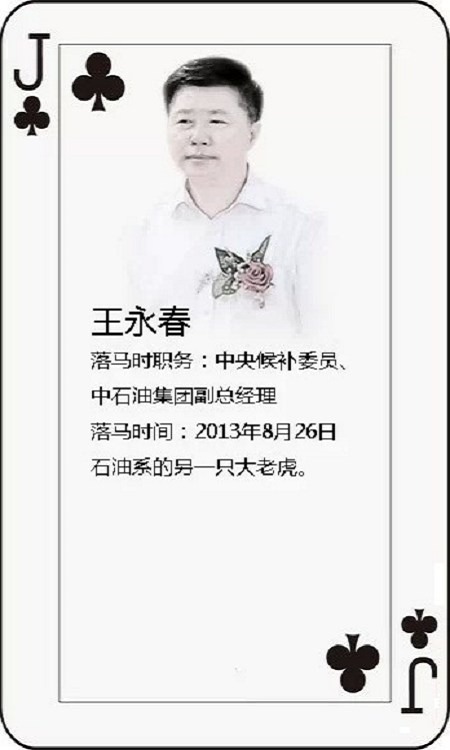 J
王永春
落马时职务：中央候补委员、
中石油集团副总经理
落马时间：2013年8月26日
石油系的另一只大老虎。
J